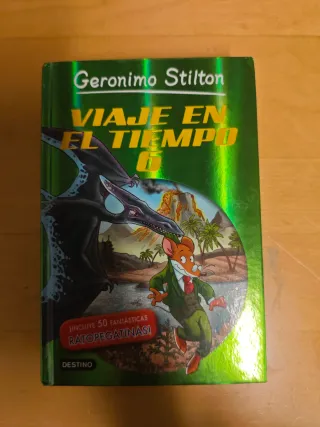 Geronimo Stilton
VIAJE EN
EL TIEMPO
6
¡INCLUYE 50 FANTÁSTICAS
RATOPEGATINAS!
DESTINO